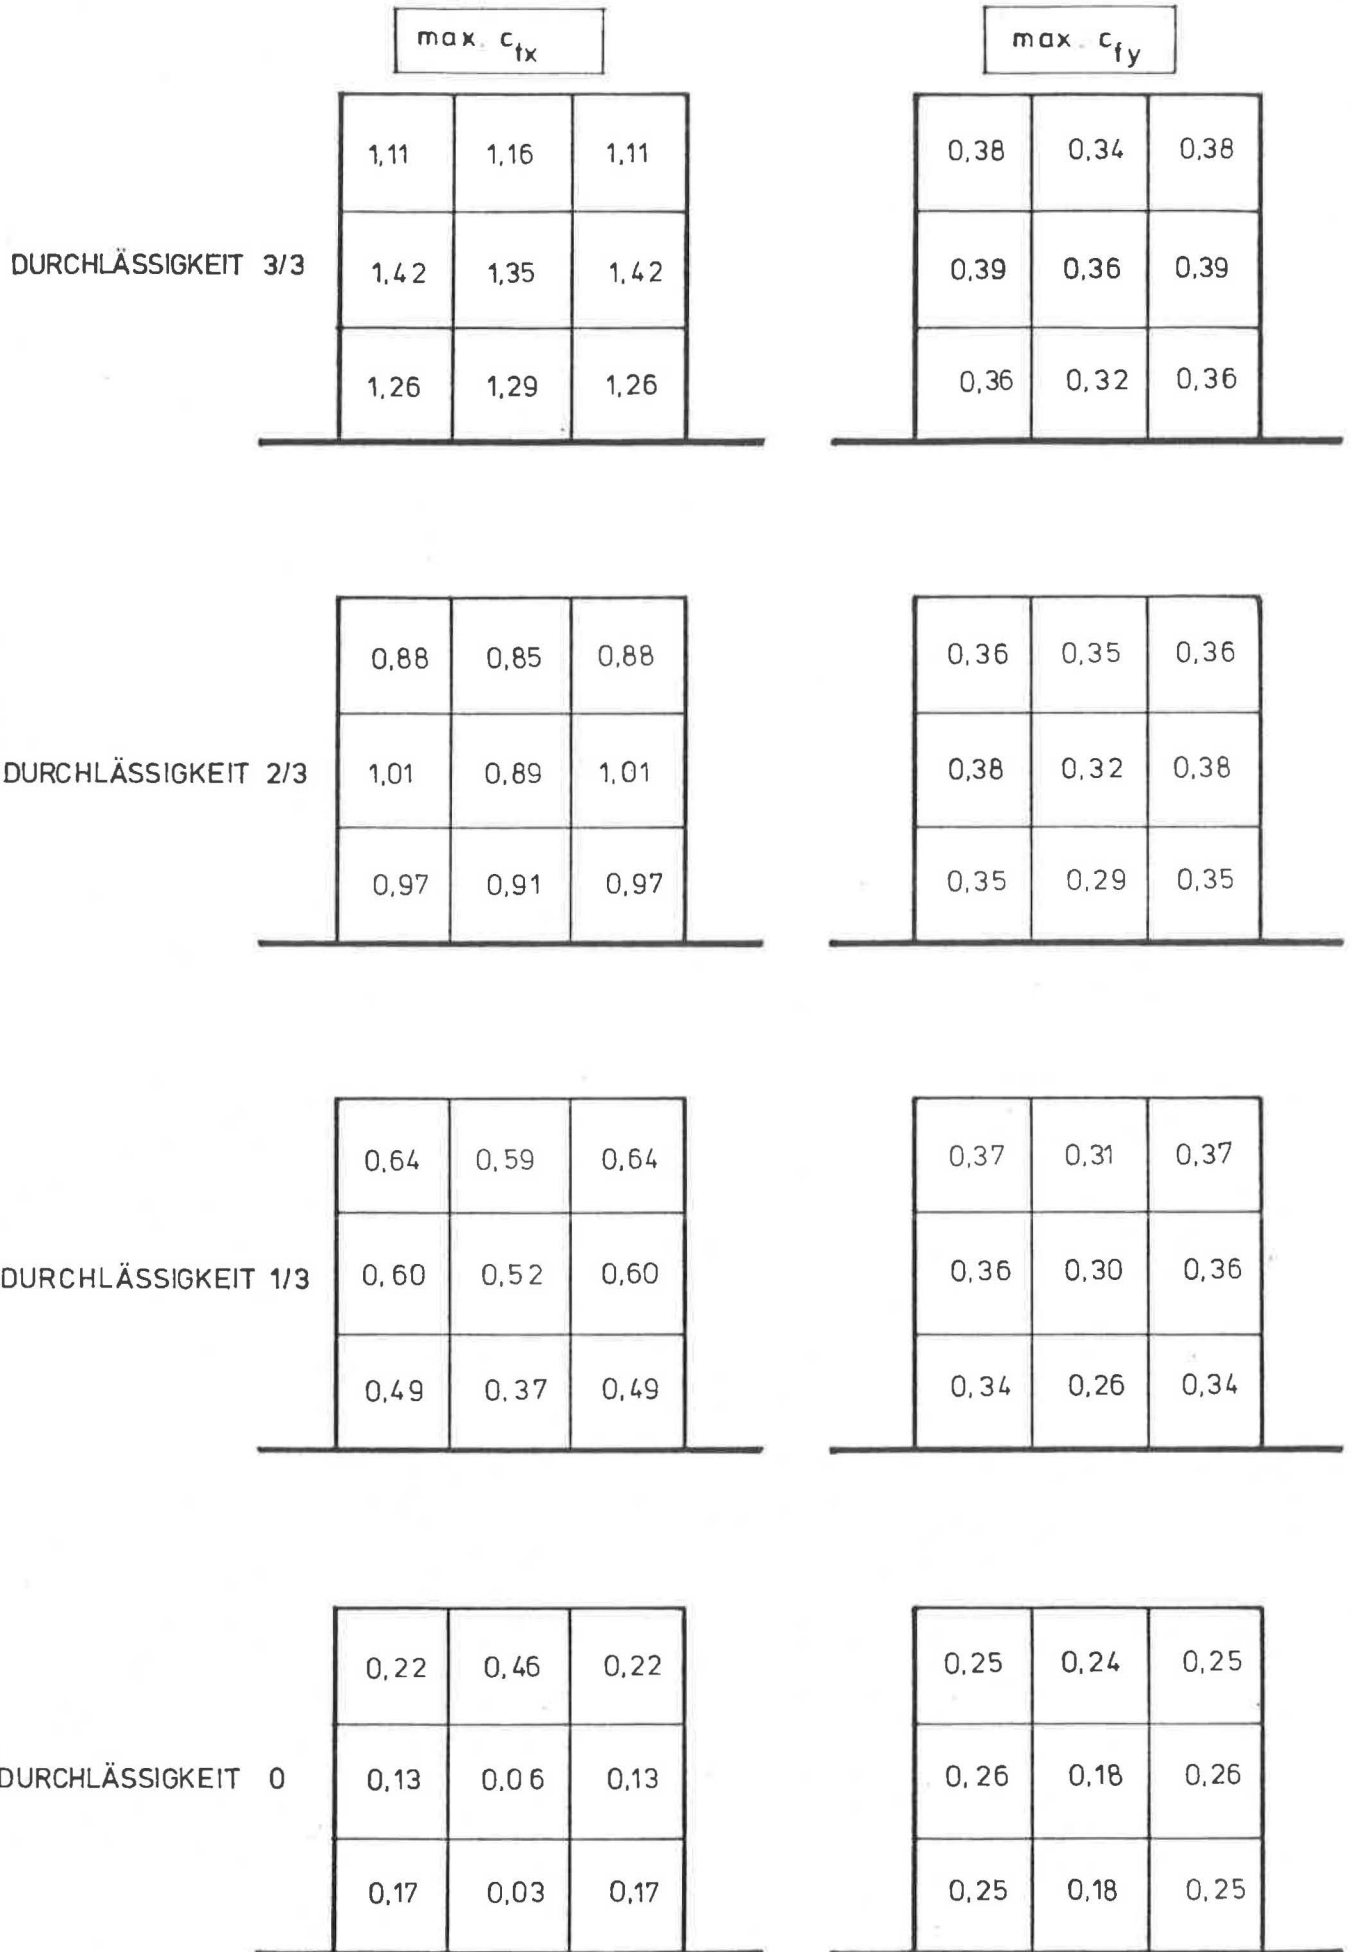 max. cfx max. cfy
1,11 1,16 1,11 0,38 0,34 0,38
DURCHLÄSSIGKEIT 3/3 1,42 1,35 1,42 0,39 0,36 0,39
1,26 1,29 1,26 0,36 0,32 0,36
0,88 0,85 0,88 0,36 0,35 0,36
DURCHLÄSSIGKEIT 2/3 1,01 0,89 1,01 0,38 0,32 0,38
0,97 0,91 0,97 0,35 0,29 0,35
0,64 0,59 0,64 0,37 0,31 0,37
DURCHLÄSSIGKEIT 1/3 0,60 0,52 0,60 0,36 0,30 0,36
0,49 0,37 0,49 0,34 0,26 0,34
0,22 0,46 0,22 0,25 0,24 0,25
DURCHLÄSSIGKEIT 0 0,13 0,06 0,13 0,26 0,18 0,26
0,17 0,03 0,17 0,25 0,18 0,25